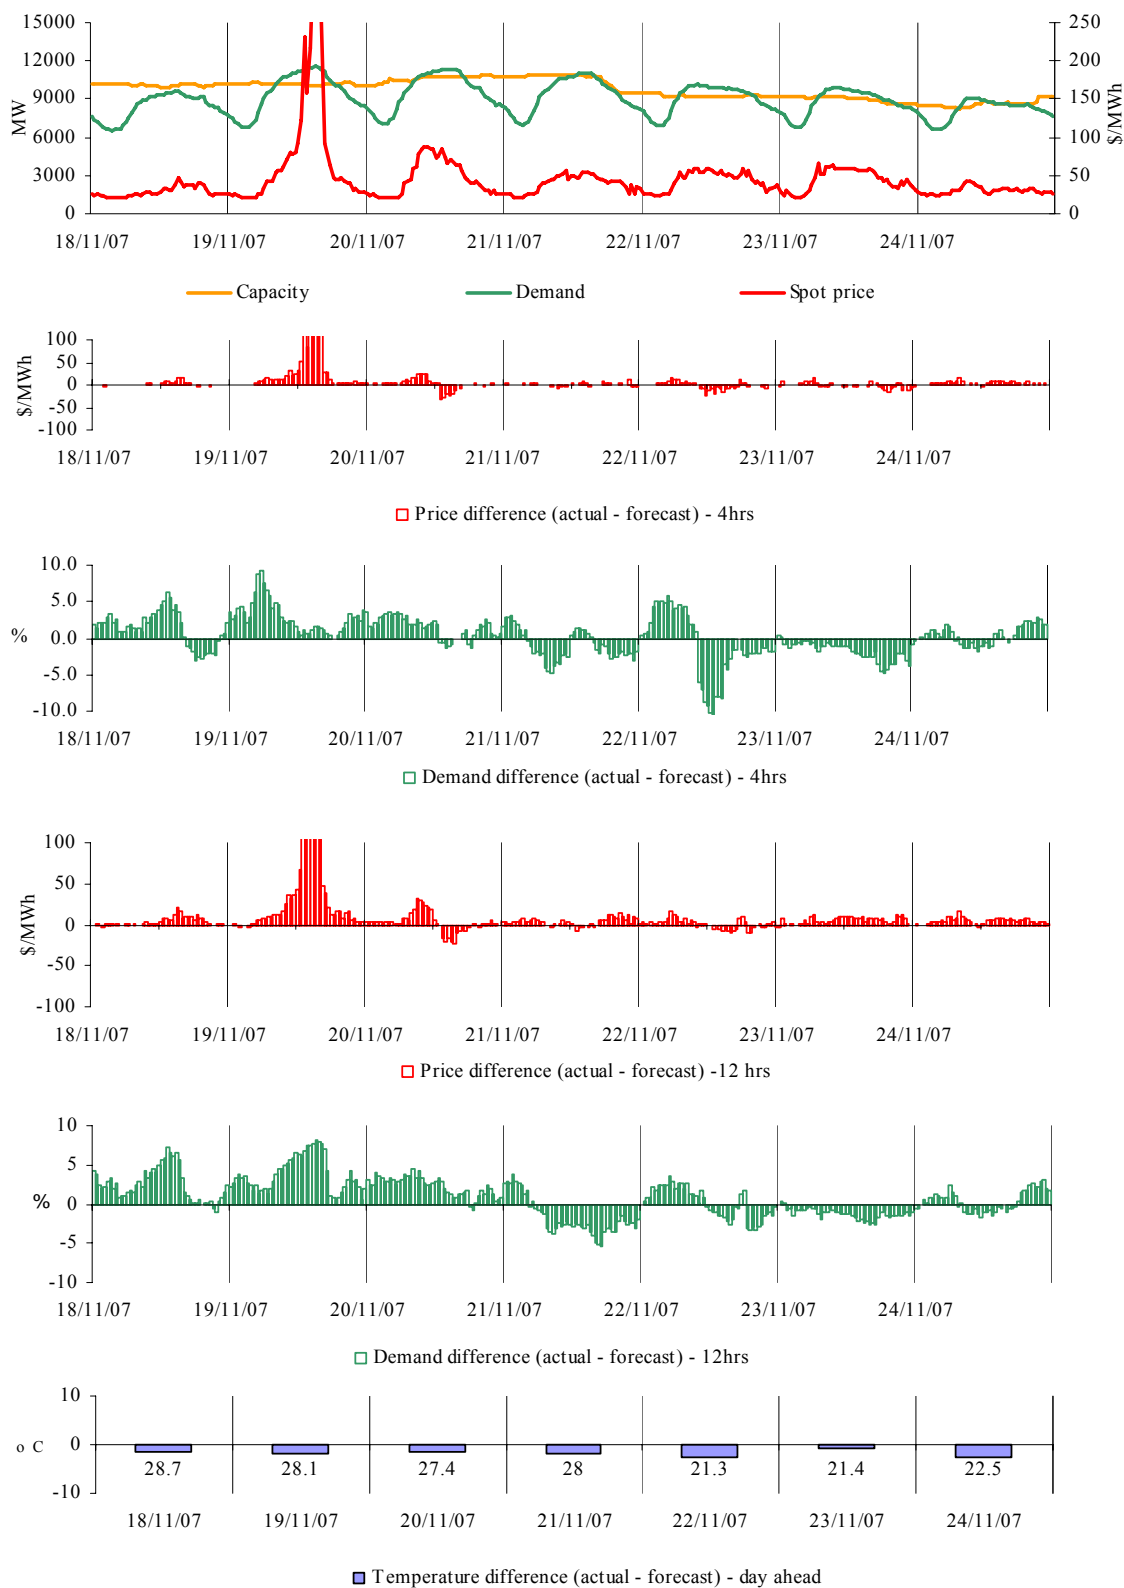 15000 250
12000 200
9000 150
6000 100
3000 50
0 0
MW
$/MWh
18/11/07 19/11/07 20/11/07 21/11/07 22/11/07 23/11/07 24/11/07
Capacity Demand Spot price
100
50
0
-50
-100
$/MWh
18/11/07 19/11/07 20/11/07 21/11/07 22/11/07 23/11/07 24/11/07
Price difference (actual - forecast) - 4hrs
10.0
5.0
0.0
-5.0
-10.0
%
18/11/07 19/11/07 20/11/07 21/11/07 22/11/07 23/11/07 24/11/07
Demand difference (actual - forecast) - 4hrs
100
50
0
-50
-100
$/MWh
18/11/07 19/11/07 20/11/07 21/11/07 22/11/07 23/11/07 24/11/07
Price difference (actual - forecast) -12 hrs
10
5
0
-5
-10
%
18/11/07 19/11/07 20/11/07 21/11/07 22/11/07 23/11/07 24/11/07
Demand difference (actual - forecast) - 12hrs
10
0
-10
o C
28.7 28.1 27.4 28 21.3 21.4 22.5
18/11/07 19/11/07 20/11/07 21/11/07 22/11/07 23/11/07 24/11/07
Temperature difference (actual - forecast) - day ahead